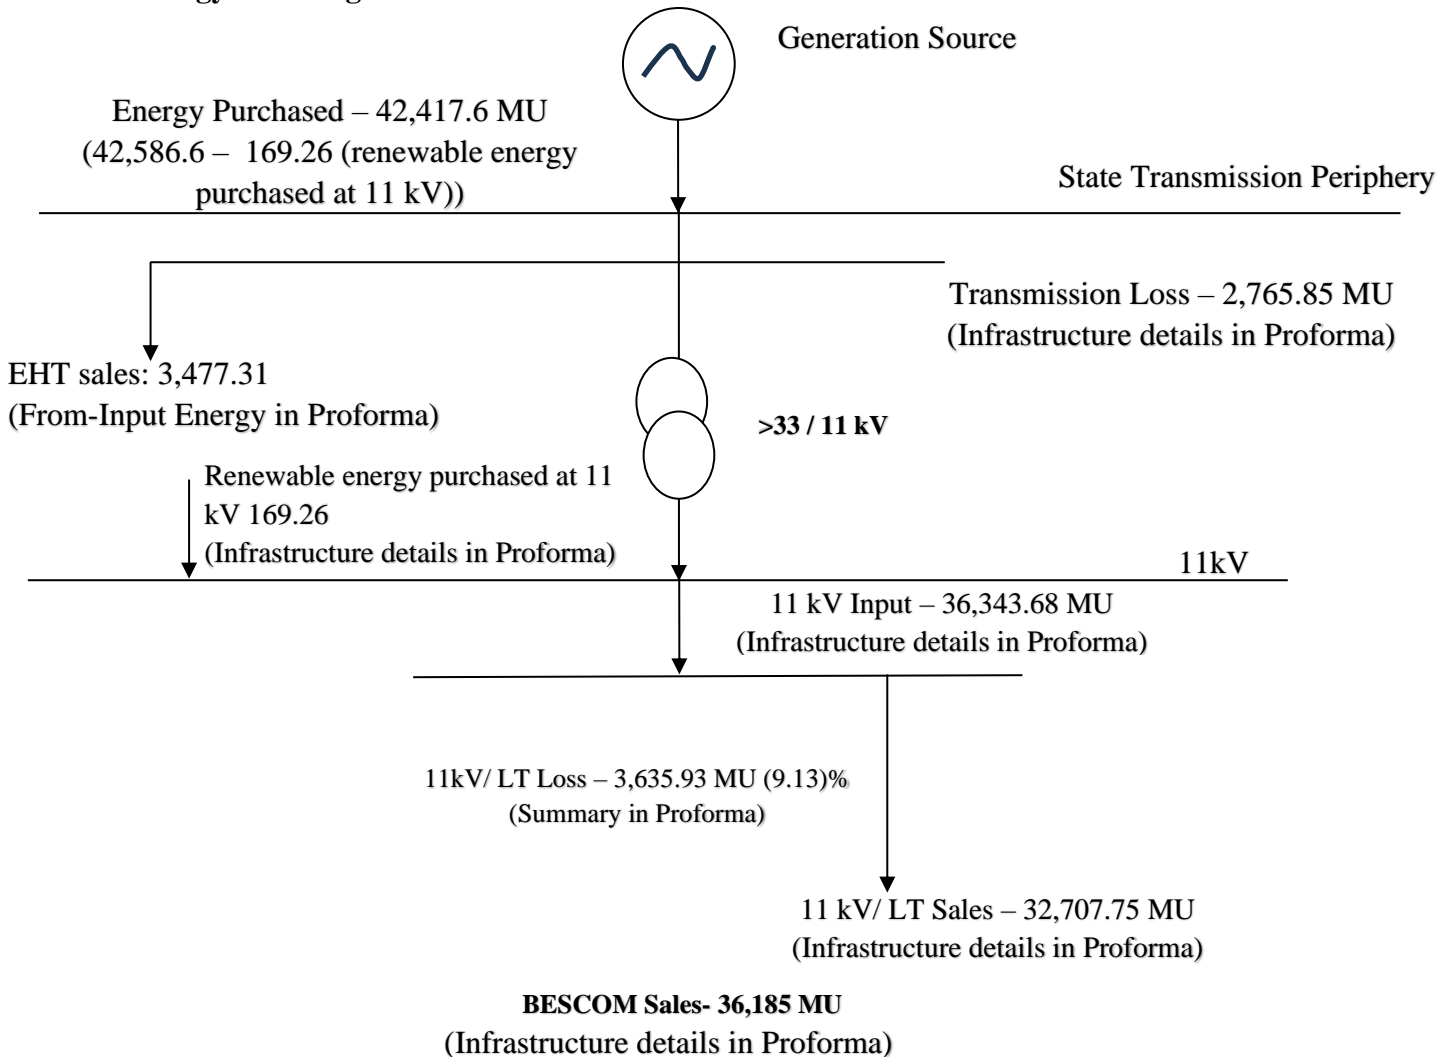 Generation Source
Energy Purchased – 42,417.6 MU
(42,586.6 – 169.26 (renewable energy
purchased at 11 kV))
State Transmission Periphery
Transmission Loss – 2,765.85 MU
(Infrastructure details in Proforma)
EHT sales: 3,477.31
(From-Input Energy in Proforma)
>33 / 11 kV
Renewable energy purchased at 11
kV 169.26
(Infrastructure details in Proforma)
11kV
11 kV Input – 36,343.68 MU
(Infrastructure details in Proforma)
11kV/ LT Loss – 3,635.93 MU (9.13)%
(Summary in Proforma)
11 kV/ LT Sales – 32,707.75 MU
(Infrastructure details in Proforma)
BESCOM Sales- 36,185 MU
(Infrastructure details in Proforma)